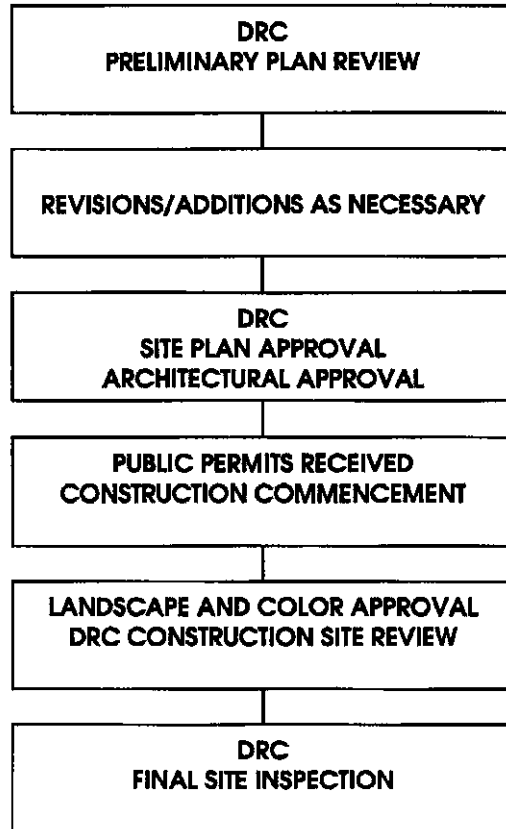 DRC
PRELIMINARY PLAN REVIEW
REVISIONS/ADDITIONS AS NECESSARY
DRC
SITE PLAN APPROVAL
ARCHITECTURAL APPROVAL
PUBLIC PERMITS RECEIVED
CONSTRUCTION COMMENCEMENT
LANDSCAPE AND COLOR APPROVAL
DRC CONSTRUCTION SITE REVIEW
DRC
FINAL SITE INSPECTION